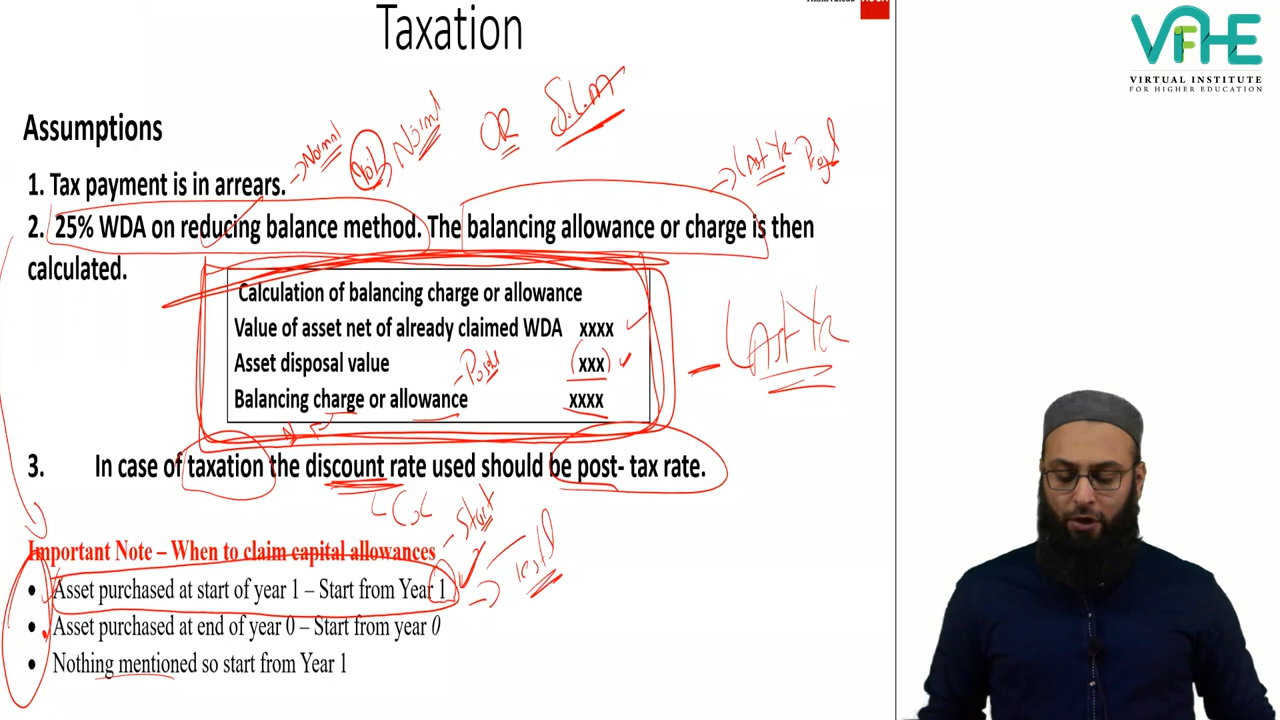 Taxation
VIFHE
VIRTUAL INSTITUTE
FOR HIGHER EDUCATION
Assumptions
Normal
Normal
OR
Last Yr
1. Tax payment is in arrears.
2. 25% WDA on reducing balance method. The balancing allowance or charge is then
calculated.
Calculation of balancing charge or allowance
Value of asset net of already claimed WDA xxxx
Asset disposal value (xxx)
Balancing charge or allowance xxxx
Last Yr
3. In case of taxation the discount rate used should be post- tax rate.
Start
Important Note – When to claim capital allowances
Asset purchased at start of year 1 – Start from Year 1
Asset purchased at end of year 0 – Start from year 0
Nothing mentioned so start from Year 1